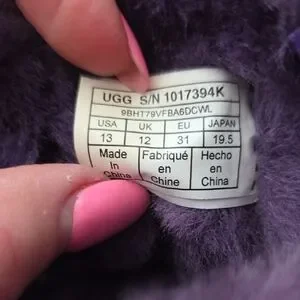 UGG S/N 1017394K
9BHT79VFBA6DCWL
USA UK EU JAPAN
13 12 31 19.5
Made Fabriqué Hecho
In en en
China Chine China